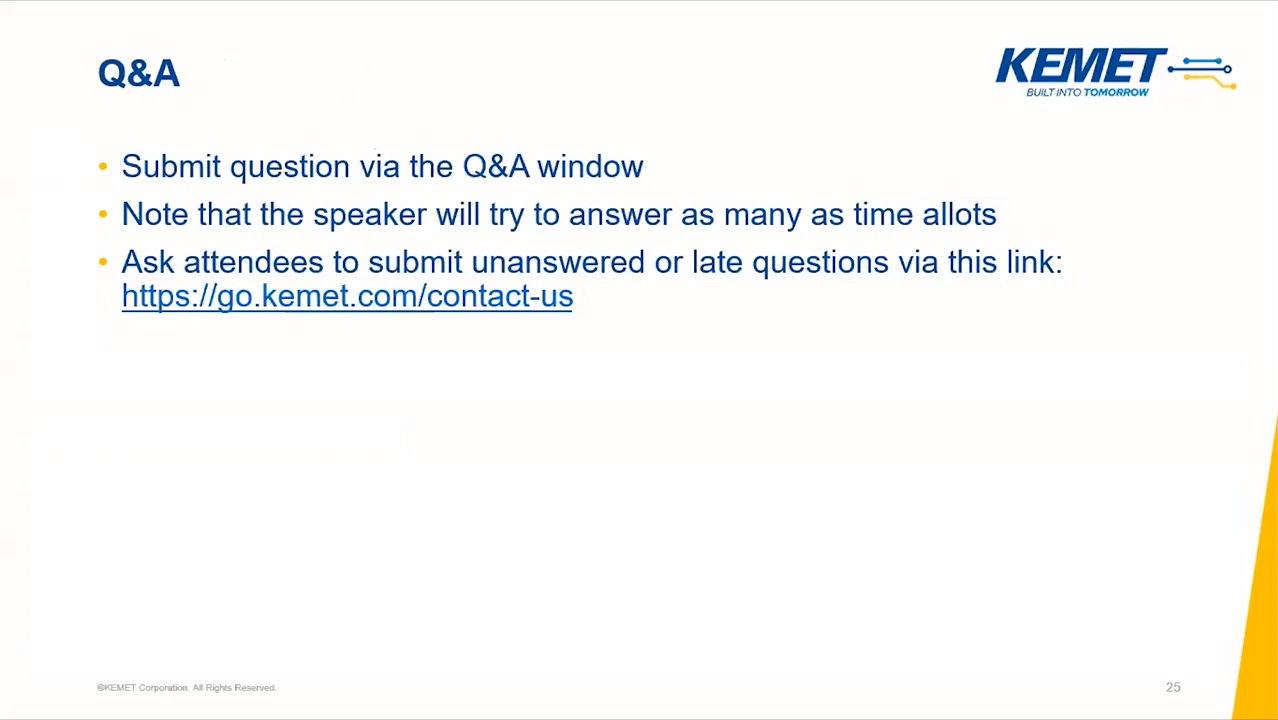 Q&A
KEMET
BUILT INTO TOMORROW
• Submit question via the Q&A window
• Note that the speaker will try to answer as many as time allots
• Ask attendees to submit unanswered or late questions via this link:
https://go.kemet.com/contact-us
©KEMET Corporation. All Rights Reserved.
25